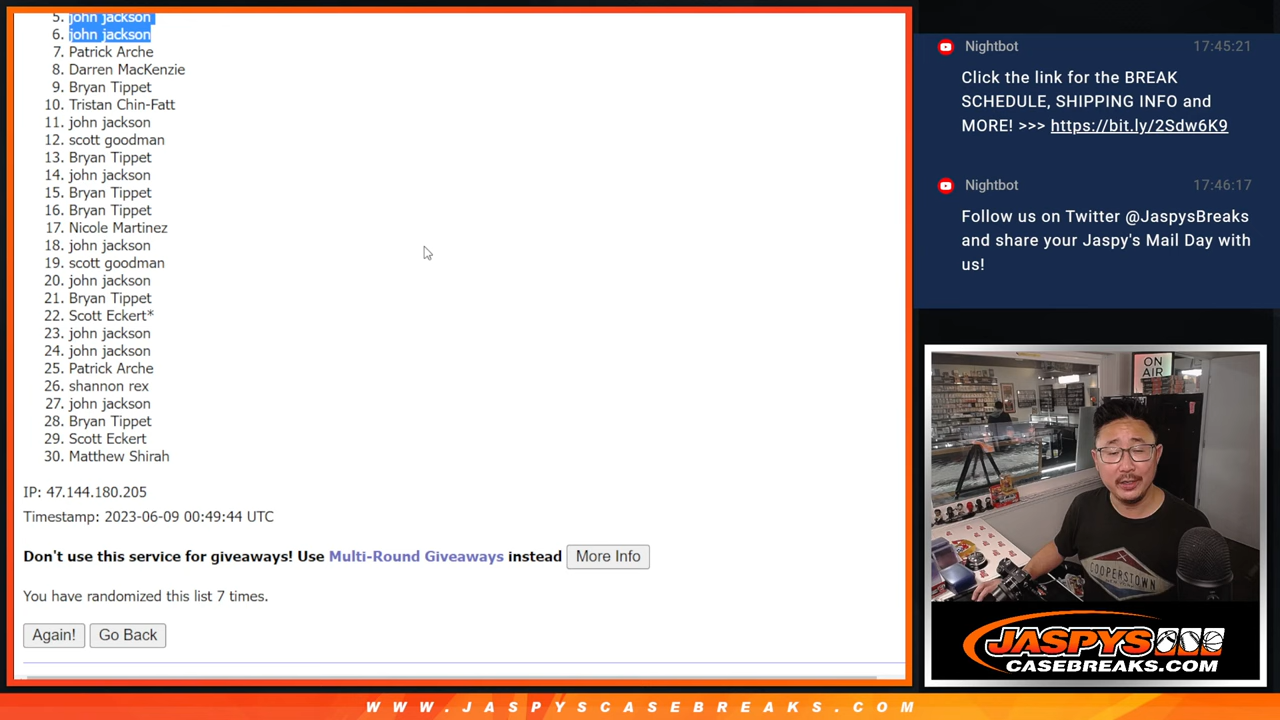 5. john jackson
6. john jackson
7. Patrick Arche
8. Darren MacKenzie
9. Bryan Tippet
10. Tristan Chin-Fatt
11. john jackson
12. scott goodman
13. Bryan Tippet
14. john jackson
15. Bryan Tippet
16. Bryan Tippet
17. Nicole Martinez
18. john jackson
19. scott goodman
20. john jackson
21. Bryan Tippet
22. Scott Eckert*
23. john jackson
24. john jackson
25. Patrick Arche
26. shannon rex
27. john jackson
28. Bryan Tippet
29. Scott Eckert
30. Matthew Shirah
IP: 47.144.180.205
Timestamp: 2023-06-09 00:49:44 UTC
Don't use this service for giveaways! Use Multi-Round Giveaways instead More Info
You have randomized this list 7 times.
Again! Go Back
Nightbot 17:45:21
Click the link for the BREAK
SCHEDULE, SHIPPING INFO and
MORE! >>> https://bit.ly/2Sdw6K9
Nightbot 17:46:17
Follow us on Twitter @JaspysBreaks
and share your Jaspy's Mail Day with
us!
ON
AIR
COOPERSTOWN
JASPYS
CASEBREAKS.COM
WWW.JASPYSCASEBREAKS.COM